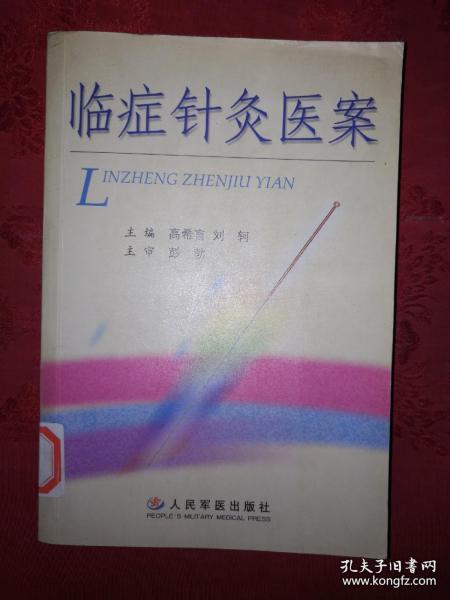 临症针灸医案
LINZHENG ZHENJIU YIAN
主编 高希言 刘轲
主审 彭勃
人民军医出版社
PEOPLE'S MILITARY MEDICAL PRESS
孔夫子旧书网
www.kongfz.com